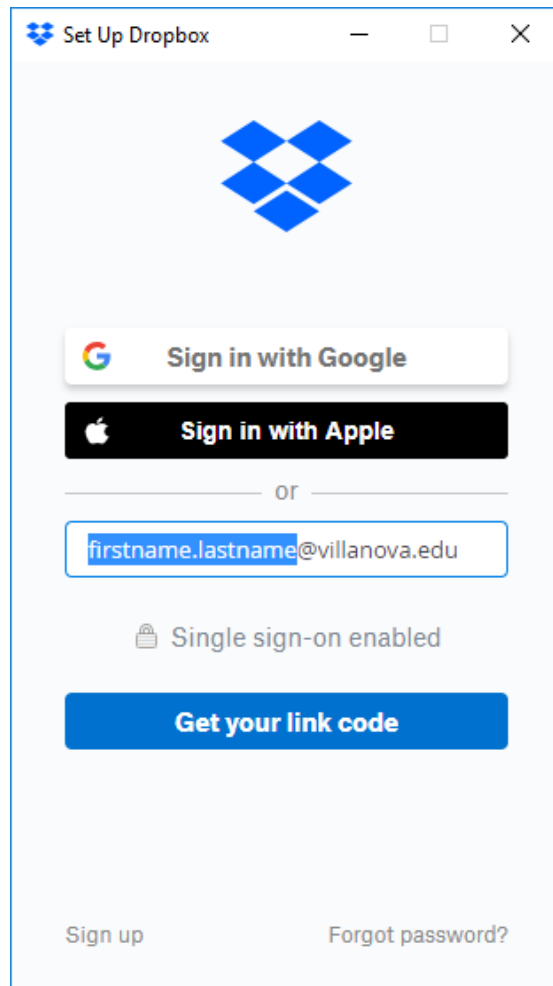 Set Up Dropbox
Sign in with Google
Sign in with Apple
or
firstname.lastname@villanova.edu
Single sign-on enabled
Get your link code
Sign up Forgot password?